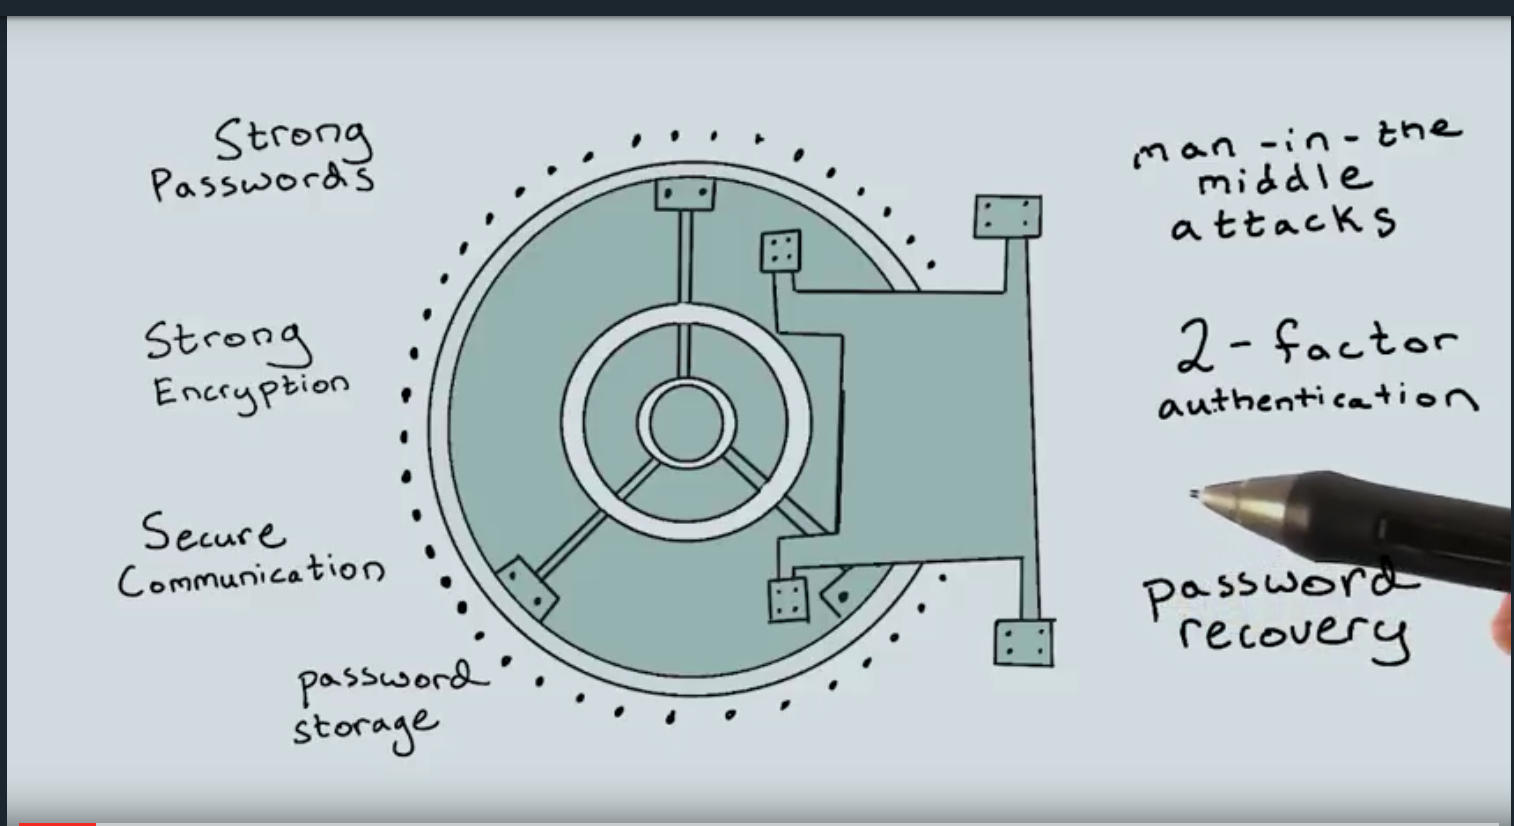 Strong
Passwords
Strong
Encryption
Secure
Communication
password
storage
man-in-the
middle
attacks
2-factor
authentication
password
recovery